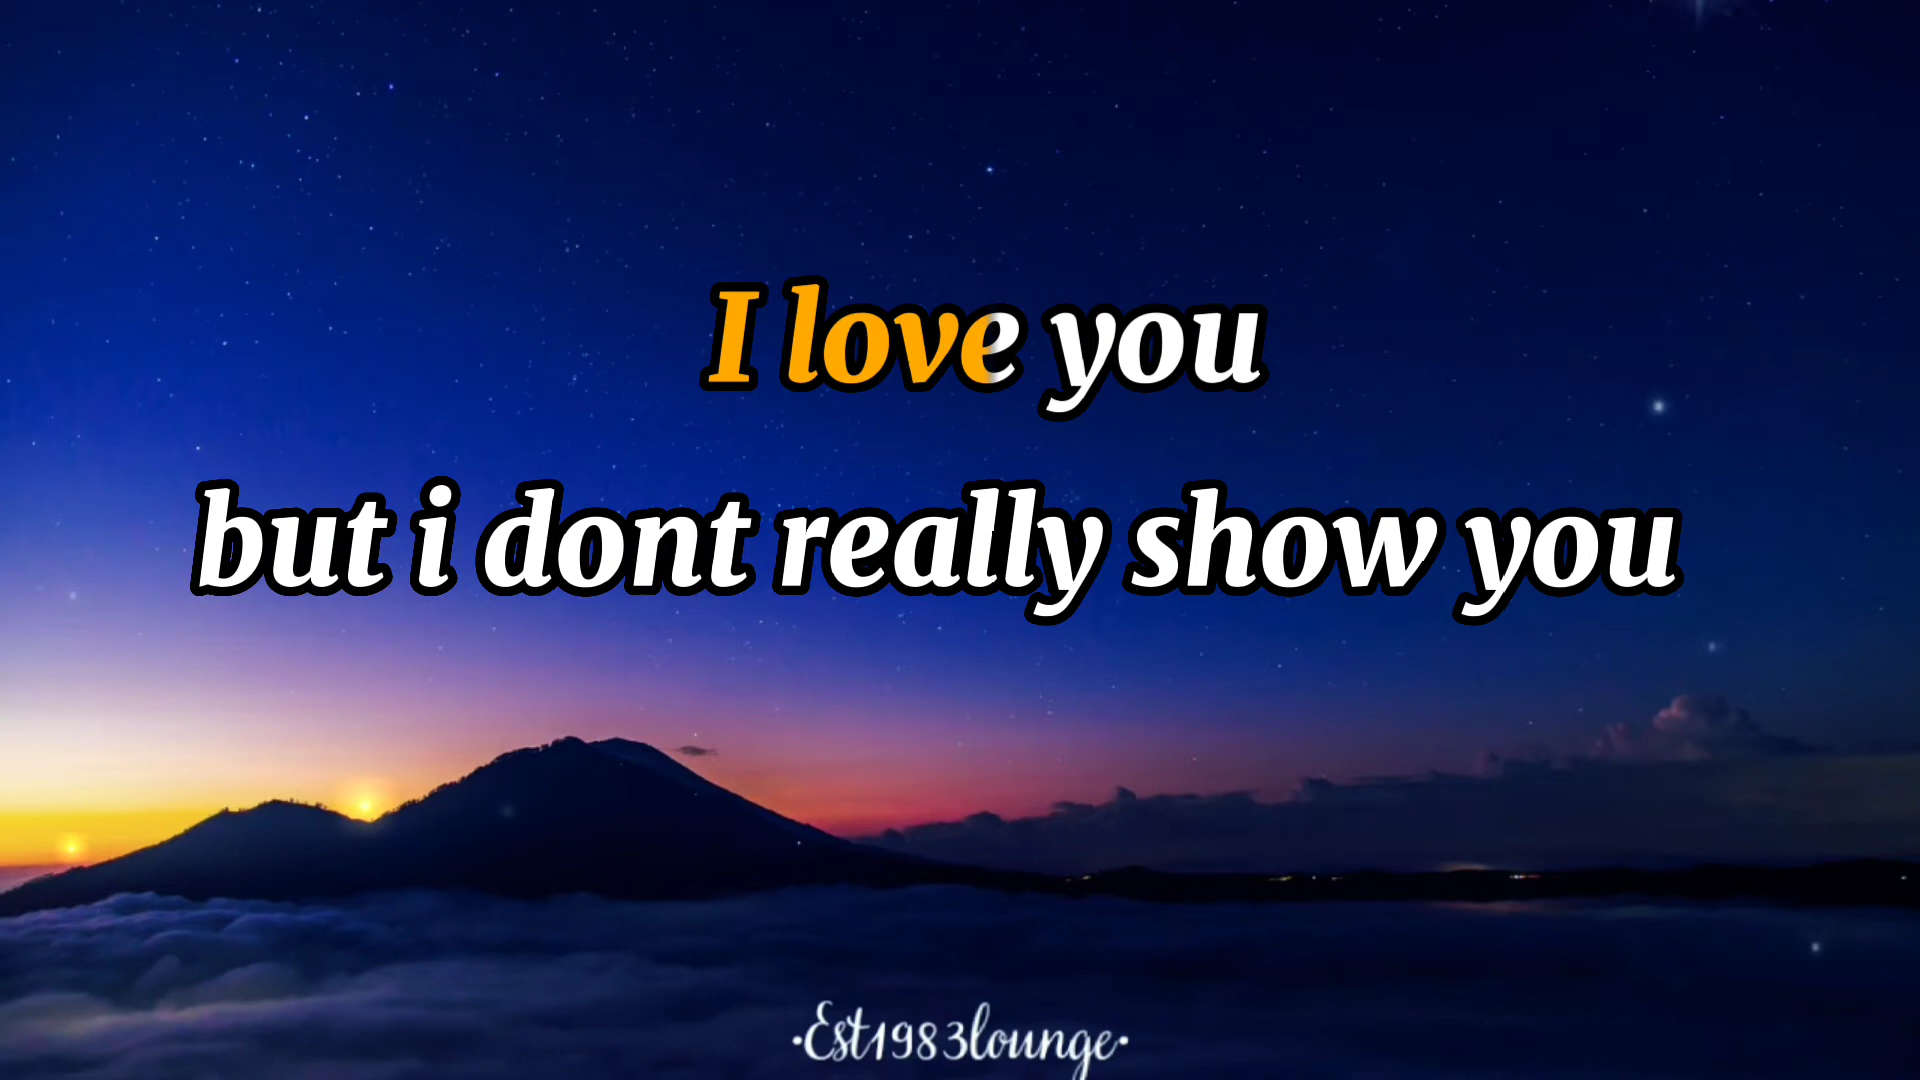 I love you
but i dont really show you
•Est1983lounge•